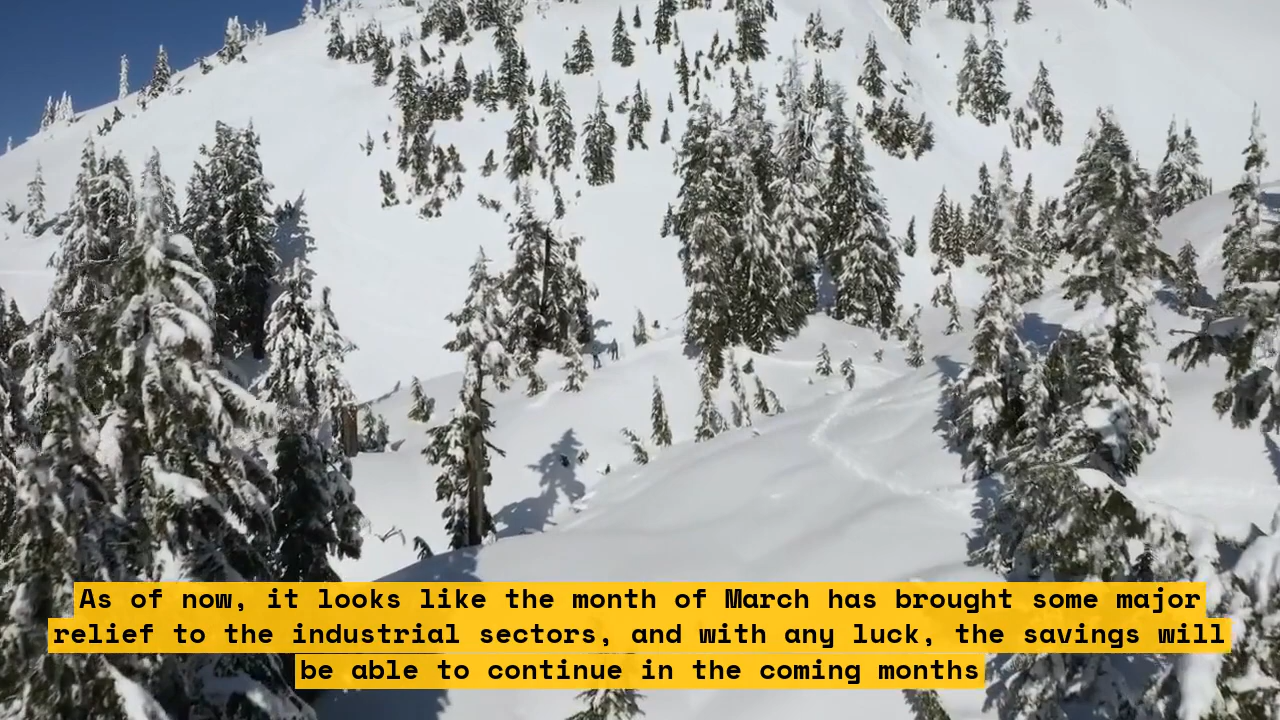 As of now, it looks like the month of March has brought some major
relief to the industrial sectors, and with any luck, the savings will
be able to continue in the coming months